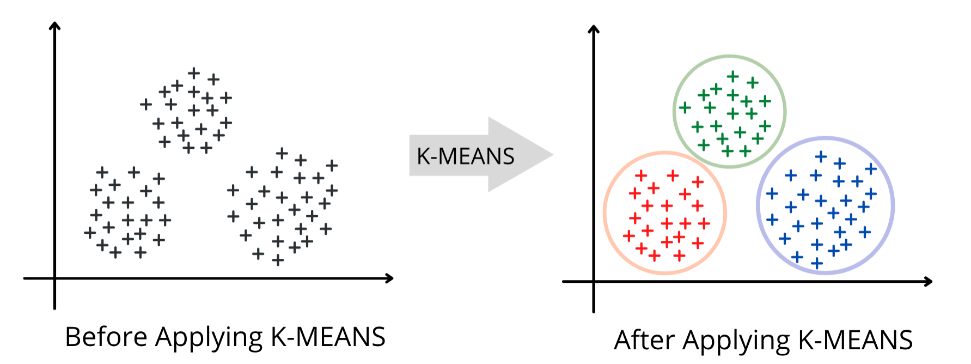 K-MEANS
Before Applying K-MEANS
After Applying K-MEANS